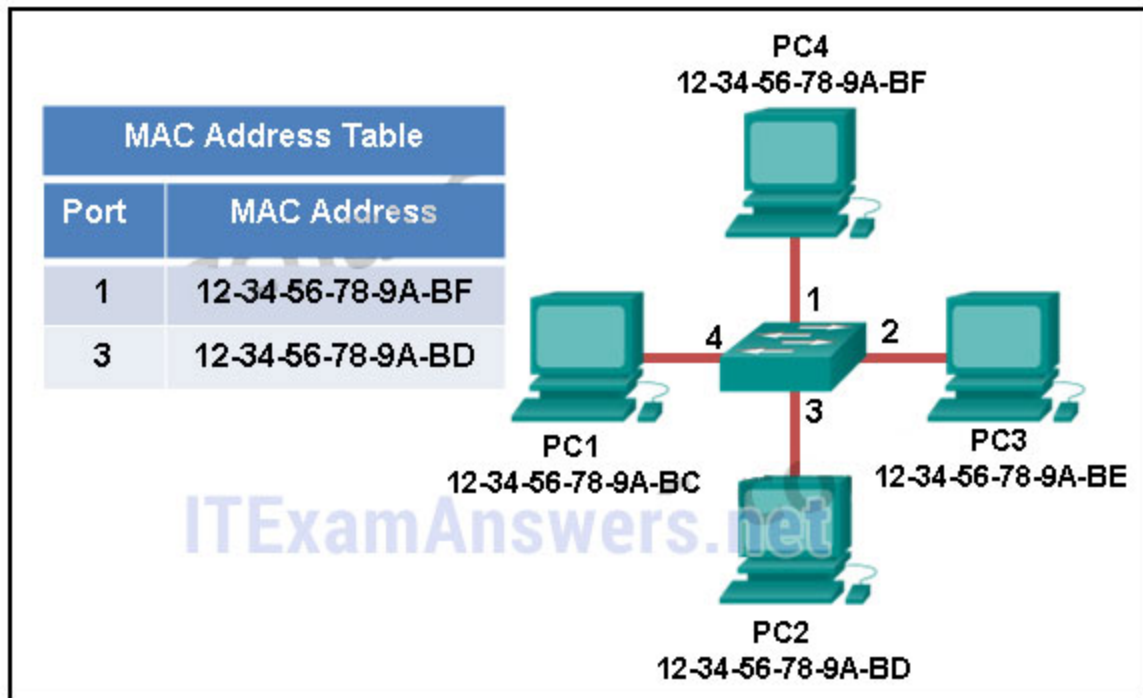 PC4
12-34-56-78-9A-BF
MAC Address Table
Port MAC Address
1 12-34-56-78-9A-BF
3 12-34-56-78-9A-BD
1
4
2
3
PC1
12-34-56-78-9A-BC
PC3
12-34-56-78-9A-BE
ITExamAnswers.net
PC2
12-34-56-78-9A-BD